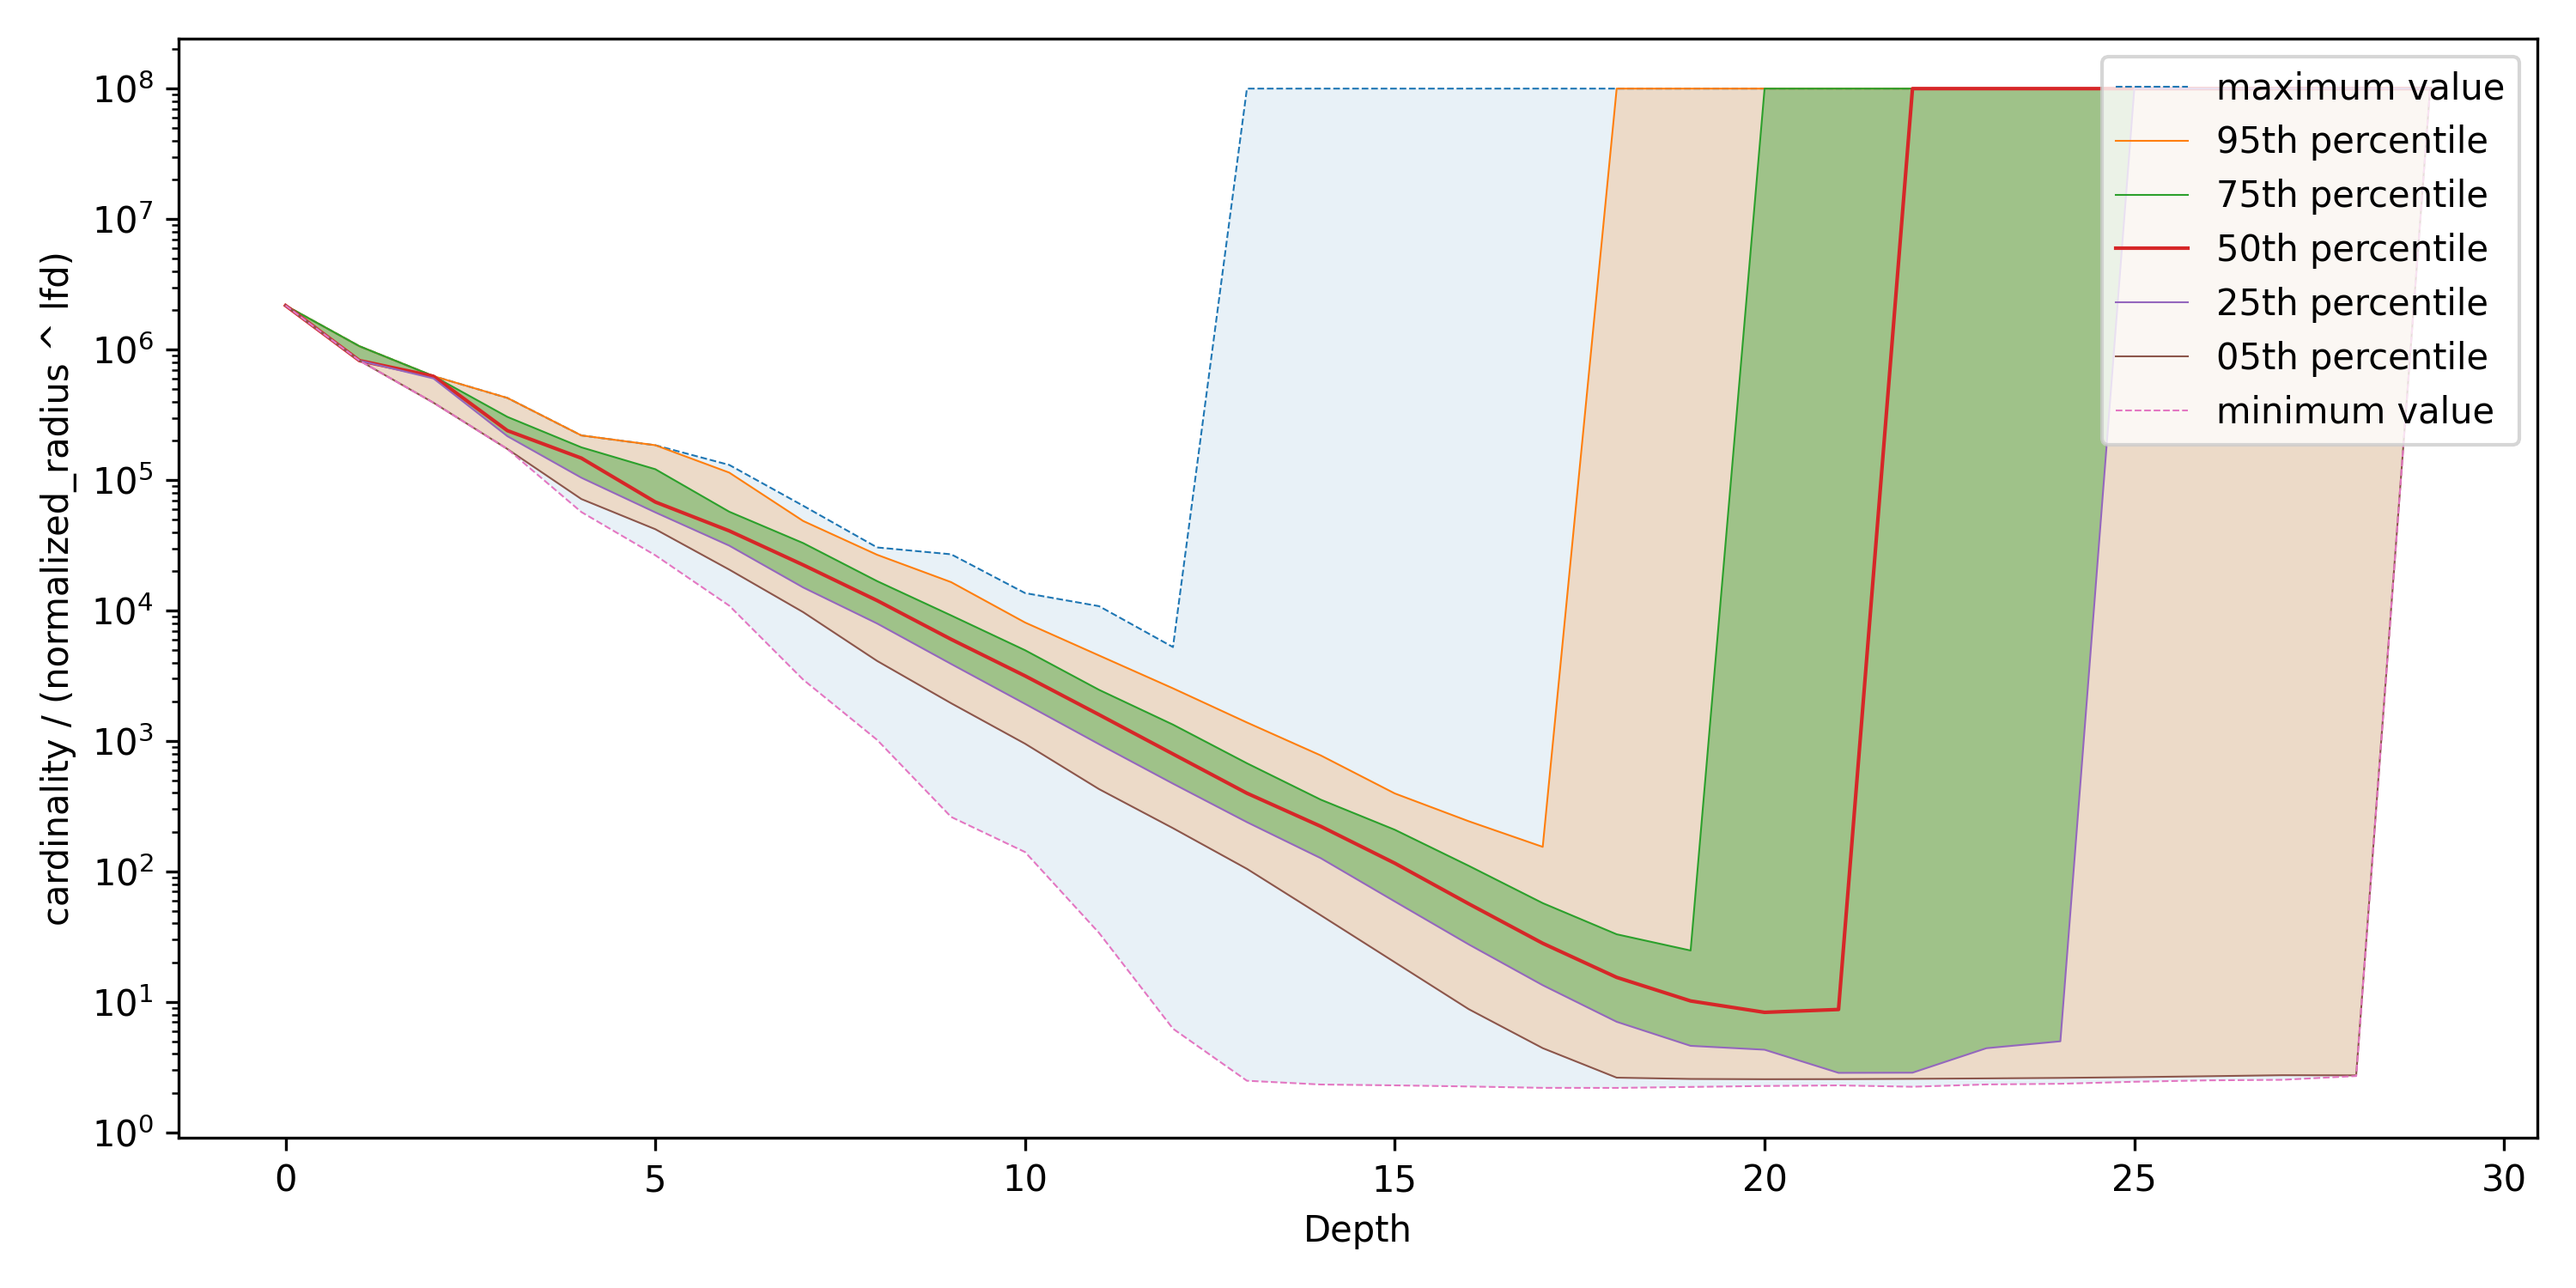 cardinality / (normalized_radius ^ lfd)
10⁸
10⁷
10⁶
10⁵
10⁴
10³
10²
10¹
10⁰
maximum value
95th percentile
75th percentile
50th percentile
25th percentile
05th percentile
minimum value
0 5 10 15 20 25 30
Depth